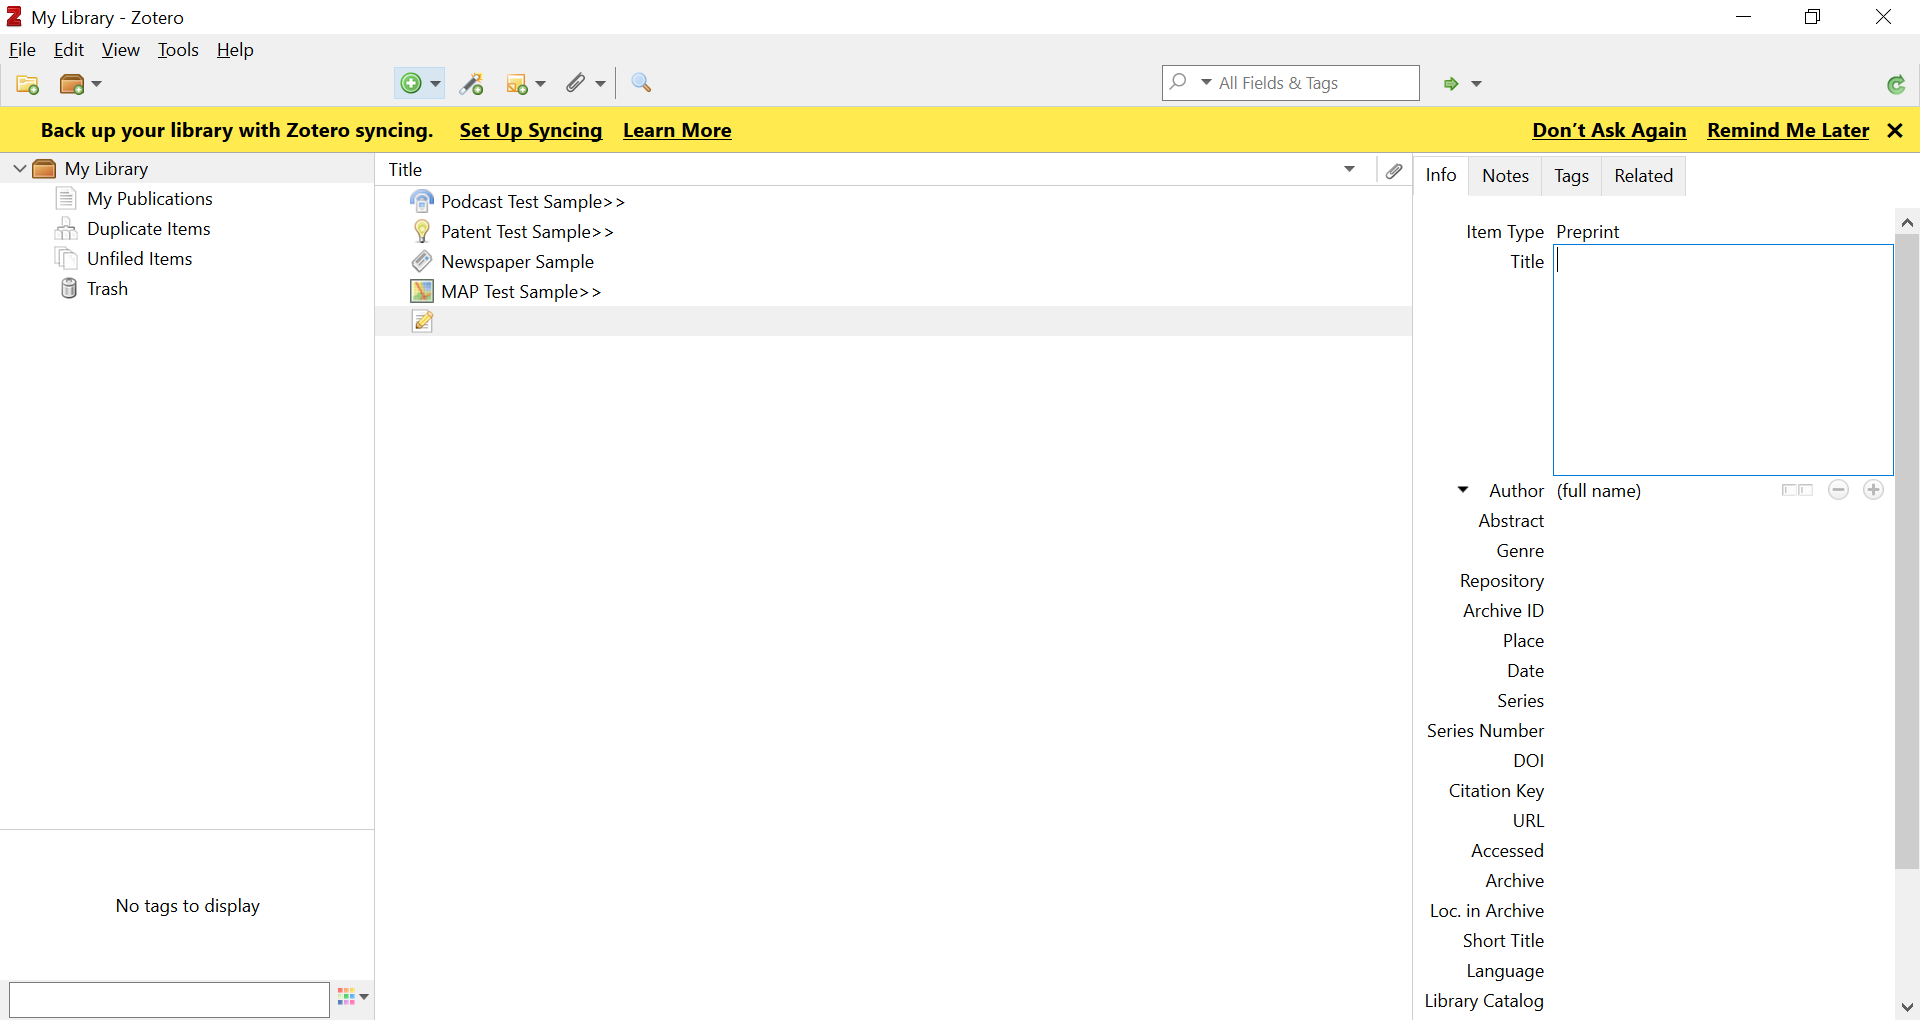 My Library - Zotero
File Edit View Tools Help
All Fields & Tags
Back up your library with Zotero syncing. Set Up Syncing Learn More Don't Ask Again Remind Me Later
My Library
My Publications
Duplicate Items
Unfiled Items
Trash
No tags to display
Title
Podcast Test Sample>>
Patent Test Sample>>
Newspaper Sample
MAP Test Sample>>
Info Notes Tags Related
Item Type Preprint
Title
Author (full name)
Abstract
Genre
Repository
Archive ID
Place
Date
Series
Series Number
DOI
Citation Key
URL
Accessed
Archive
Loc. in Archive
Short Title
Language
Library Catalog